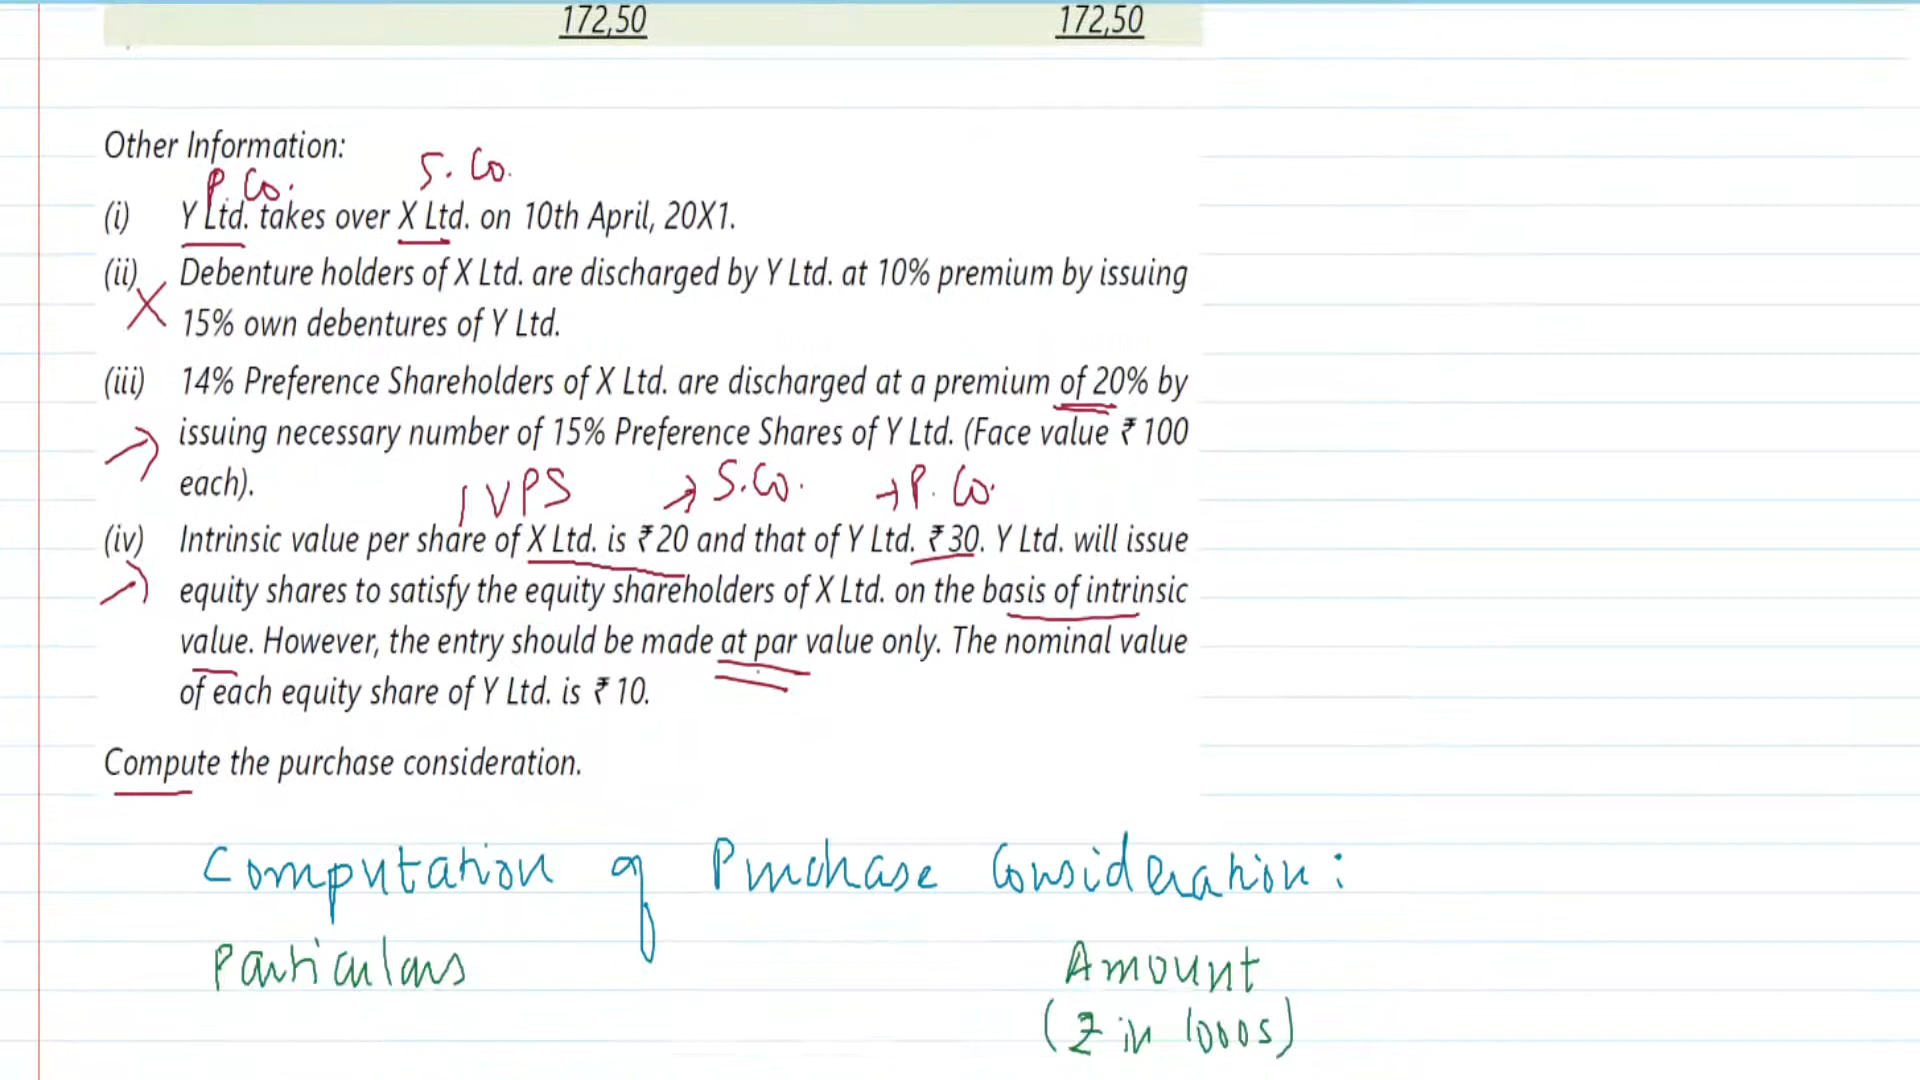 172,50 172,50
Other Information:
S. Co.
P. Co.
(i) Y Ltd. takes over X Ltd. on 10th April, 20X1.
(ii) Debenture holders of X Ltd. are discharged by Y Ltd. at 10% premium by issuing
15% own debentures of Y Ltd.
(iii) 14% Preference Shareholders of X Ltd. are discharged at a premium of 20% by
issuing necessary number of 15% Preference Shares of Y Ltd. (Face value ₹ 100
each).
IVPS → S.Co. → P. Co.
(iv) Intrinsic value per share of X Ltd. is ₹ 20 and that of Y Ltd. ₹ 30. Y Ltd. will issue
equity shares to satisfy the equity shareholders of X Ltd. on the basis of intrinsic
value. However, the entry should be made at par value only. The nominal value
of each equity share of Y Ltd. is ₹ 10.
Compute the purchase consideration.
Computation of Purchase Consideration:
Particulars Amount
(₹ in 1000s)